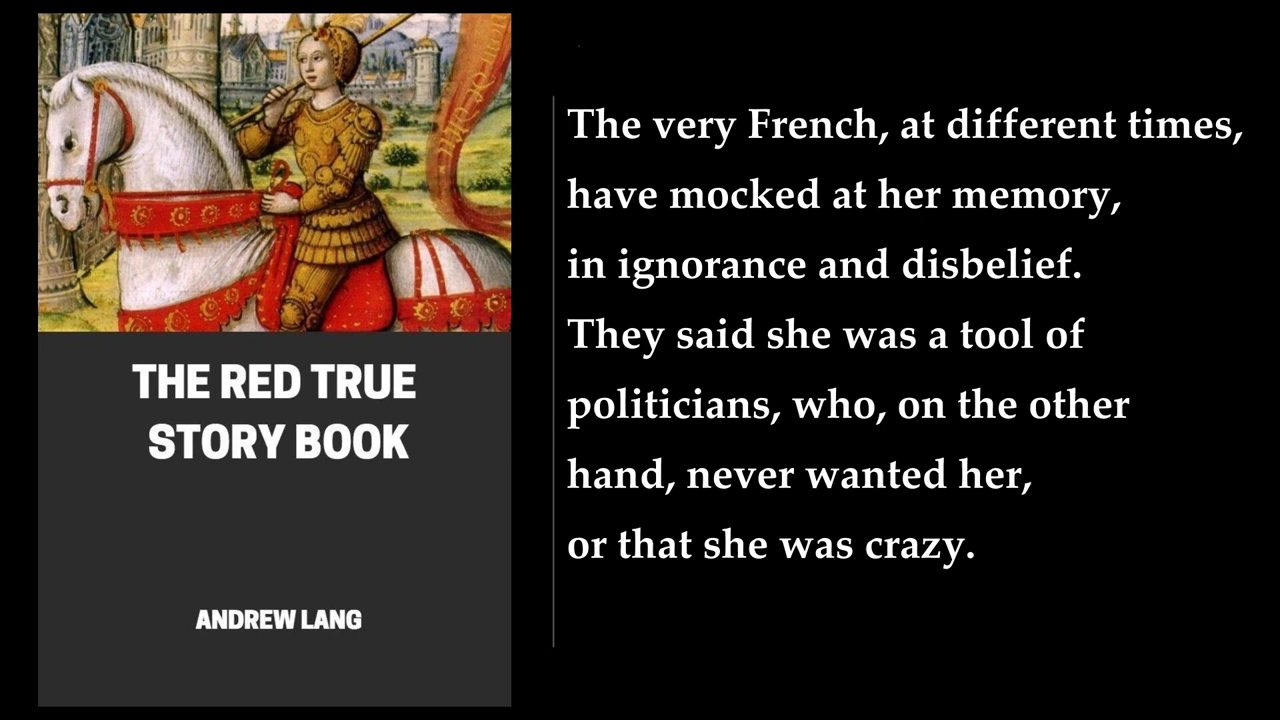 THE RED TRUE
STORY BOOK
ANDREW LANG
The very French, at different times,
have mocked at her memory,
in ignorance and disbelief.
They said she was a tool of
politicians, who, on the other
hand, never wanted her,
or that she was crazy.